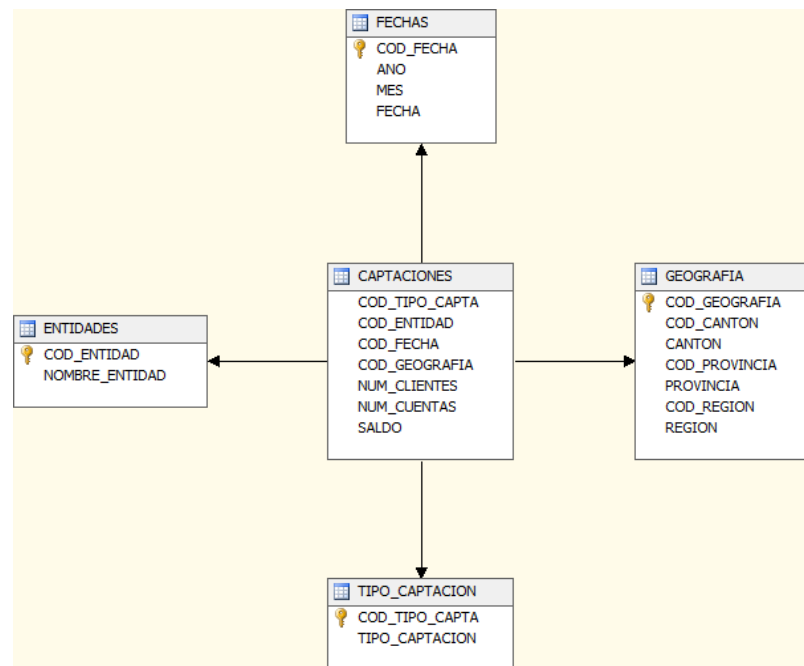 FECHAS
COD_FECHA
ANO
MES
FECHA
CAPTACIONES
COD_TIPO_CAPTA
COD_ENTIDAD
COD_FECHA
COD_GEOGRAFIA
NUM_CLIENTES
NUM_CUENTAS
SALDO
GEOGRAFIA
COD_GEOGRAFIA
COD_CANTON
CANTON
COD_PROVINCIA
PROVINCIA
COD_REGION
REGION
ENTIDADES
COD_ENTIDAD
NOMBRE_ENTIDAD
TIPO_CAPTACION
COD_TIPO_CAPTA
TIPO_CAPTACION